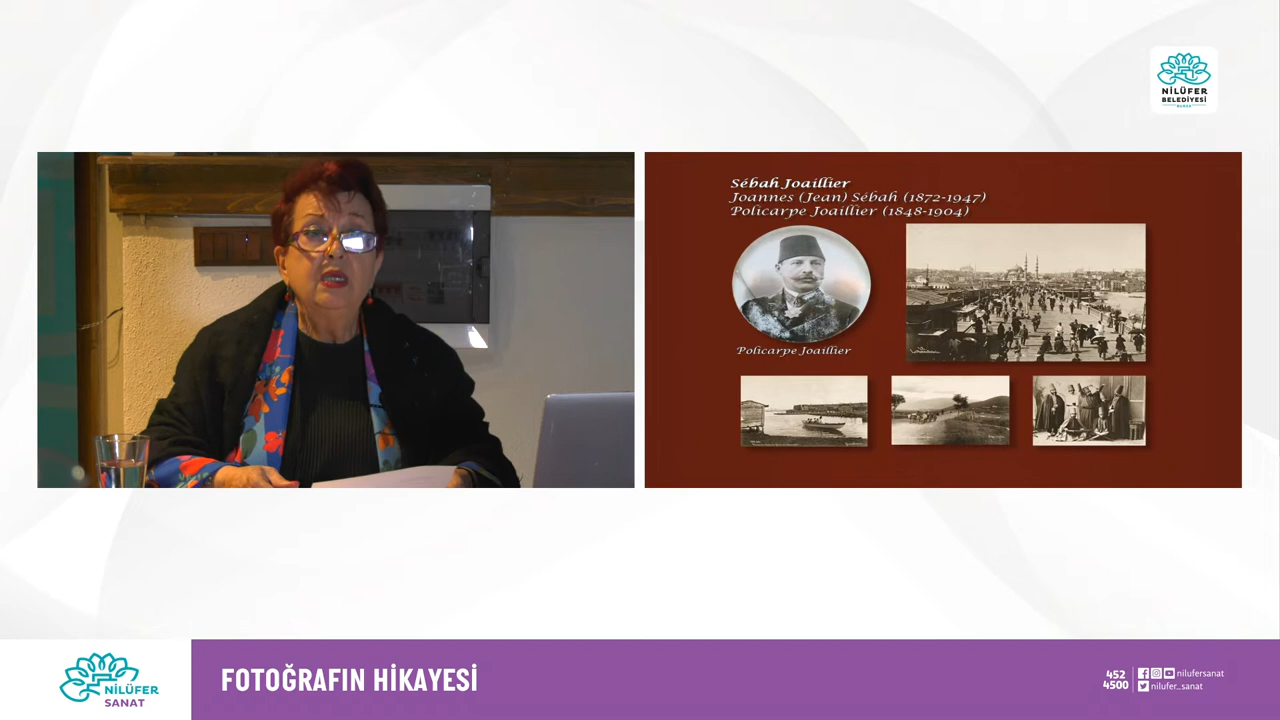 NİLÜFER
BELEDİYESİ
BURSA
Sébah Joaillier
Joannes (Jean) Sébah (1872-1947)
Policarpe Joaillier (1848-1904)
Policarpe Joaillier
NİLÜFER
SANAT
FOTOĞRAFIN HİKAYESİ
452
4500
nilufersanat
nilufer_sanat